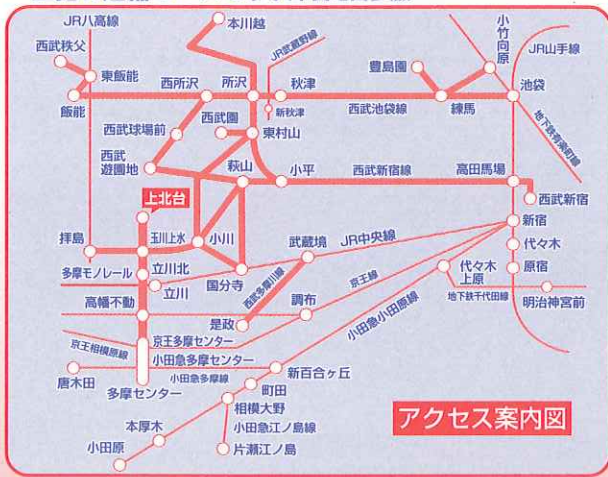 JR八高線
本川越
小竹向原
西武秩父
JR武蔵野線
JR山手線
東飯能
豊島園
西所沢
所沢
秋津
池袋
飯能
新秋津
西武池袋線
練馬
西武球場前
西武園
東村山
地下鉄有楽町線
西武遊園地
萩山
小平
西武新宿線
高田馬場
上北台
西武新宿
拝島
玉川上水
小川
武蔵境
JR中央線
新宿
多摩モノレール
立川北
代々木
立川
国分寺
西武多摩川線
京王線
代々木上原
原宿
高幡不動
調布
小田急小田原線
地下鉄千代田線
明治神宮前
是政
京王相模原線
京王多摩センター
小田急多摩センター
新百合ヶ丘
唐木田
小田急多摩線
多摩センター
町田
相模大野
アクセス案内図
本厚木
小田急江ノ島線
小田原
片瀬江ノ島